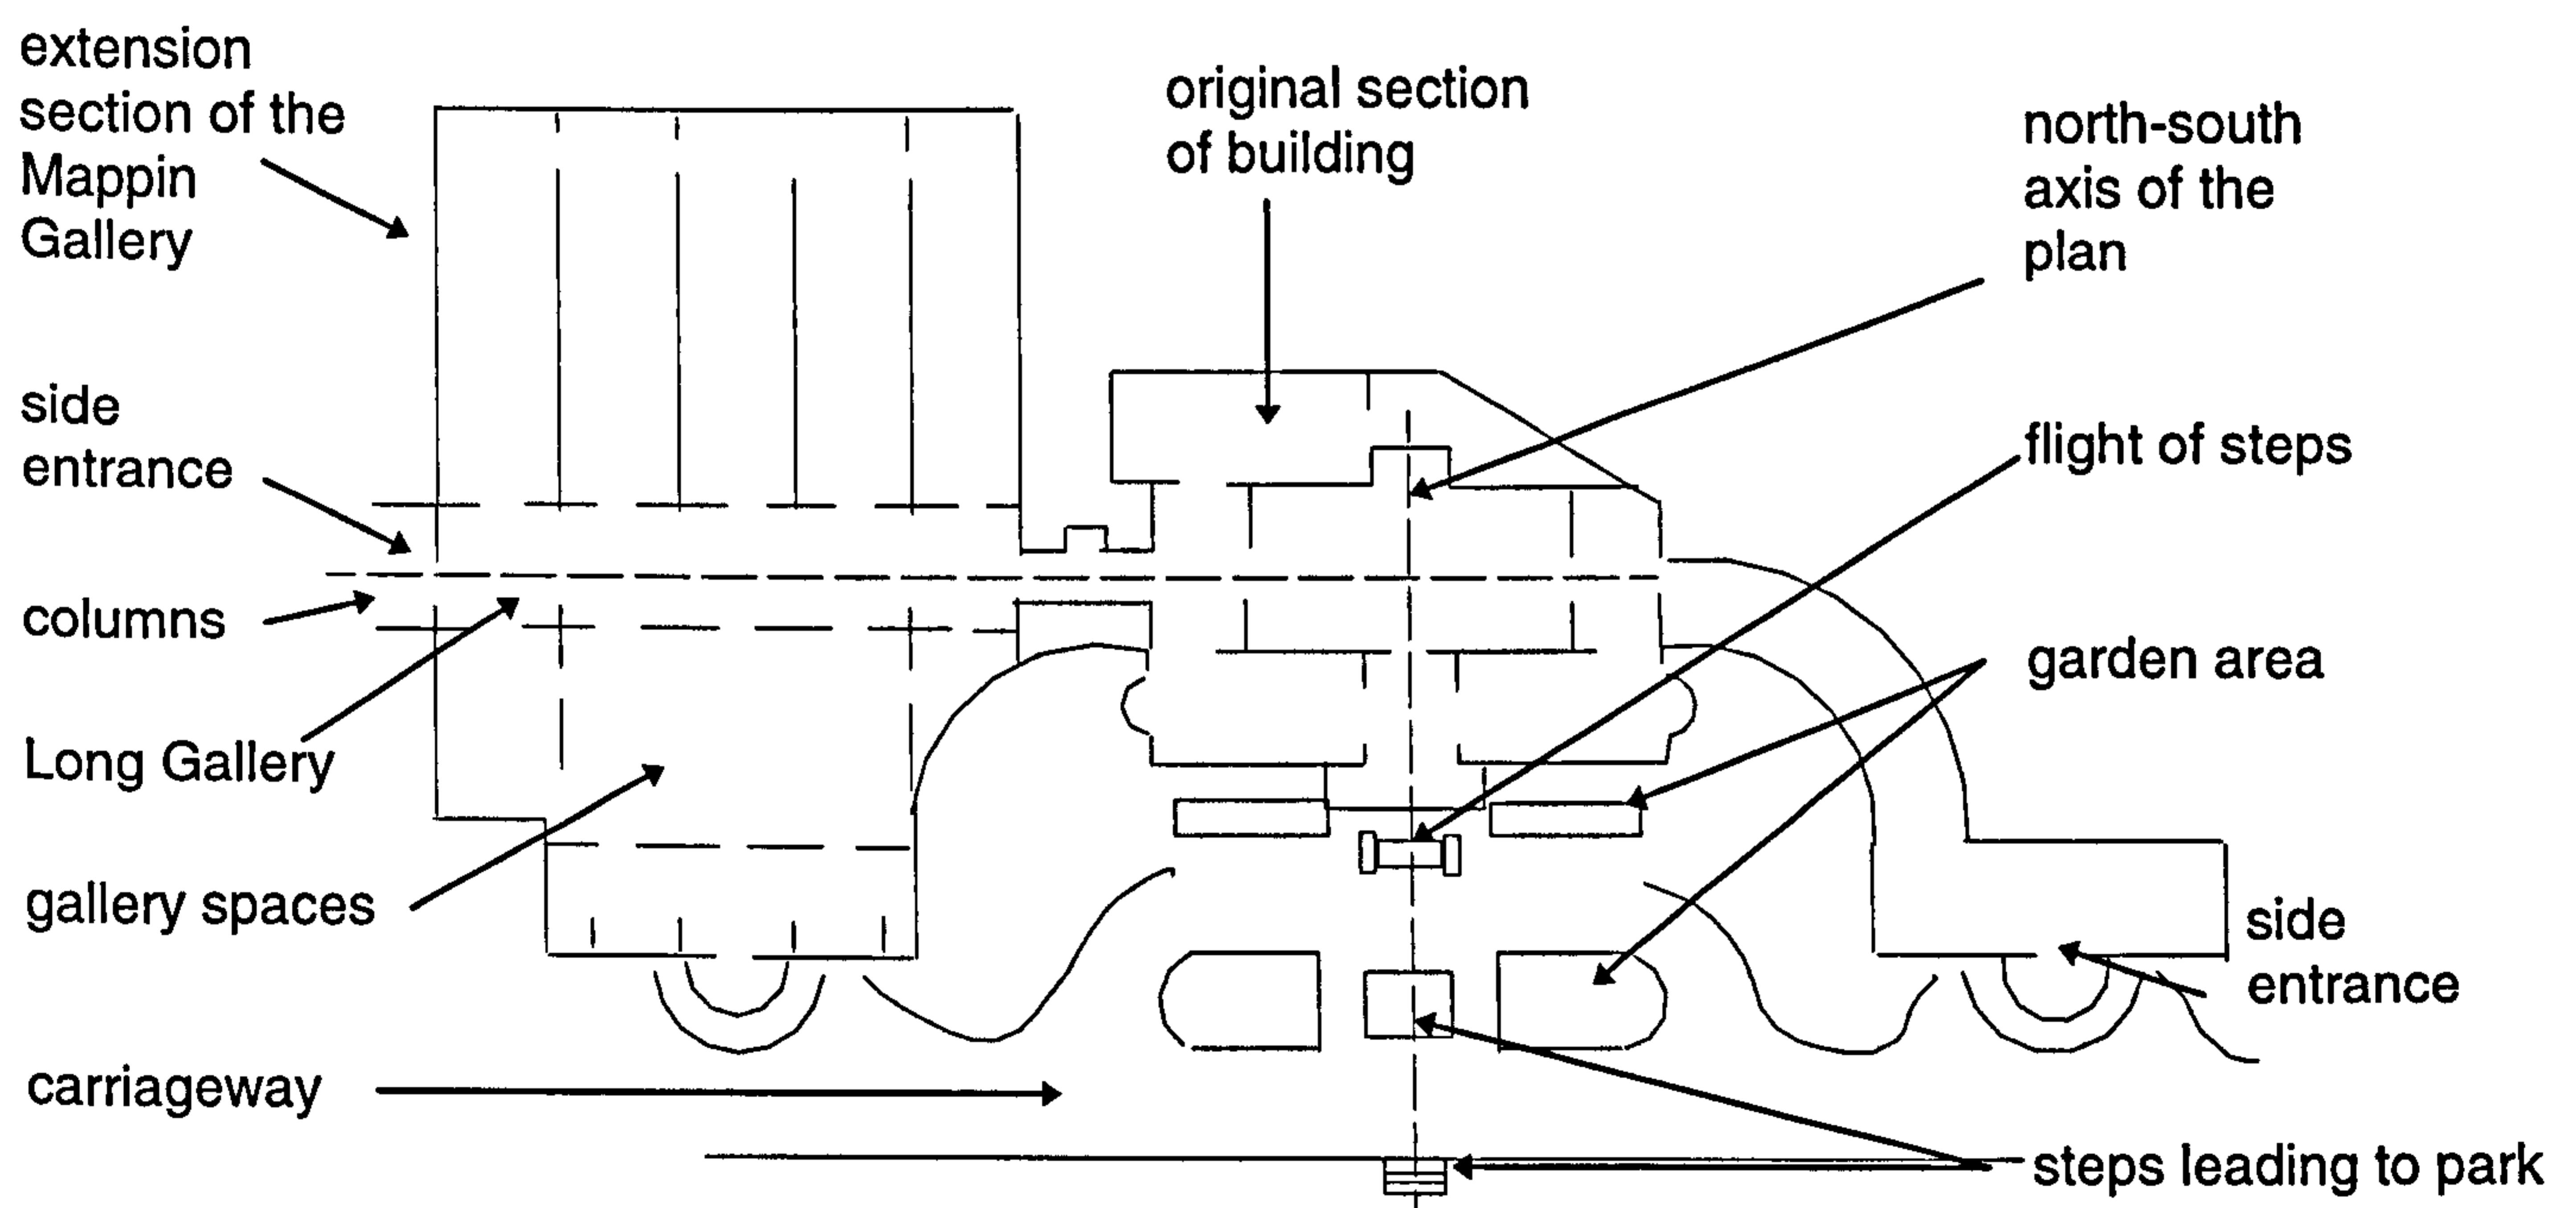 extension
section of the
Mappin
Gallery
original section
of building
north-south
axis of the
plan
side
entrance
flight of steps
columns
garden area
Long Gallery
gallery spaces
side
entrance
carriageway
steps leading to park